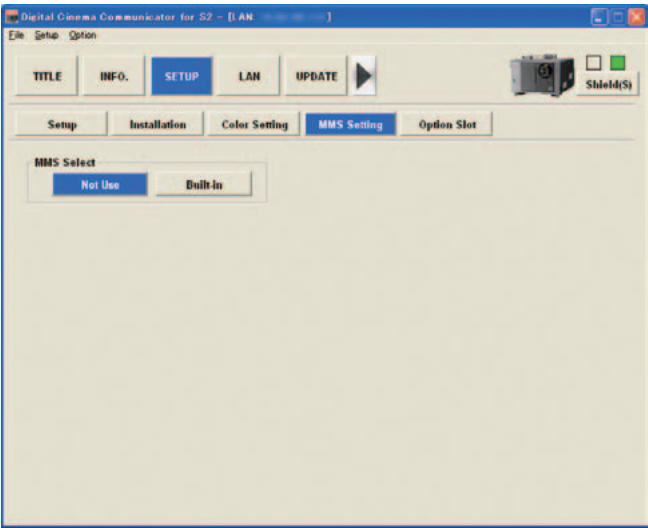 Digital Cinema Communicator for S2 - [LAN: ]
File Setup Option
TITLE INFO. SETUP LAN UPDATE
Shield(S)
Setup Installation Color Setting MMS Setting Option Slot
MMS Select
Not Use Built-in